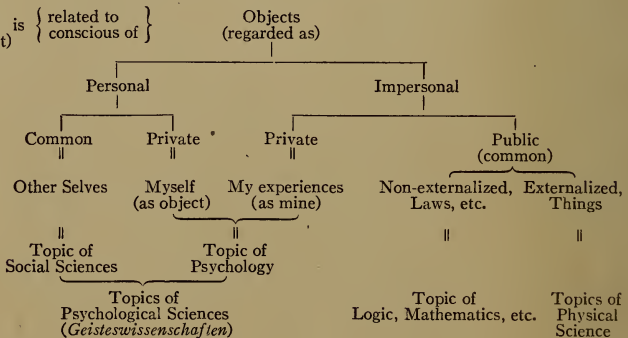 related to Objects
is
t) conscious of (regarded as)
Personal Impersonal
Common Private Private Public
(common)
Other Selves Myself My experiences Non-externalized, Externalized,
(as object) (as mine) Laws, etc. Things
Topic of Topic of
Social Sciences Psychology
Topics of Topic of Topics of
Psychological Sciences Logic, Mathematics, etc. Physical
(Geisteswissenschaften) Science